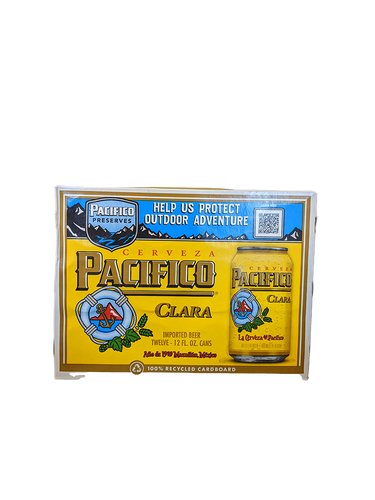 PACIFICO
PRESERVES
HELP US PROTECT
OUTDOOR ADVENTURE
CERVEZA
PACIFICO
CLARA
IMPORTED BEER
TWELVE - 12 FL. OZ. CANS
100% RECYCLED CARDBOARD
CERVEZA
PACIFICO
CLARA
La Cerveza del Pacífico